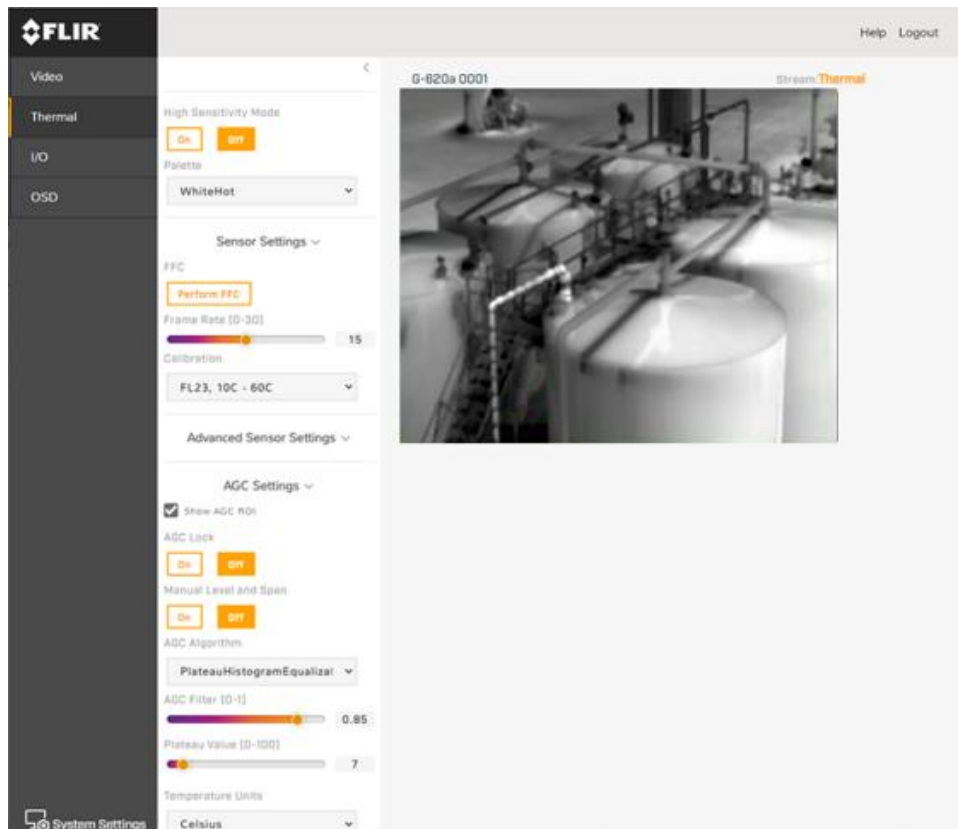 FLIR
Help Logout
Video
Thermal
I/O
OSD
System Settings
High Sensitivity Mode
On Off
Palette
WhiteHot
Sensor Settings
FFC
Perform FFC
Frame Rate [0-30]
15
Calibration
FL23, 10C - 60C
Advanced Sensor Settings
AGC Settings
Show AGC ROI
AGC Lock
On Off
Manual Level and Span
On Off
AGC Algorithm
PlateauHistogramEqualizat
AGC Filter [0-1]
0.85
Plateau Value [0-100]
7
Temperature Units
Celsius
G-620a 0001
Stream:Thermal